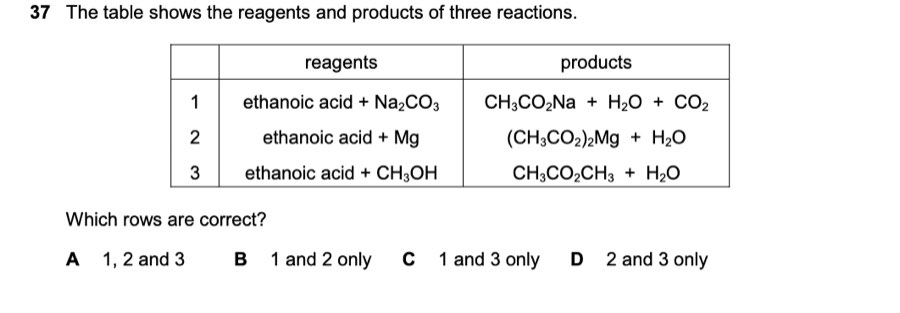 37 The table shows the reagents and products of three reactions.
reagents products
1 ethanoic acid + Na₂CO₃ CH₃CO₂Na + H₂O + CO₂
2 ethanoic acid + Mg (CH₃CO₂)₂Mg + H₂O
3 ethanoic acid + CH₃OH CH₃CO₂CH₃ + H₂O
Which rows are correct?
A 1, 2 and 3 B 1 and 2 only C 1 and 3 only D 2 and 3 only